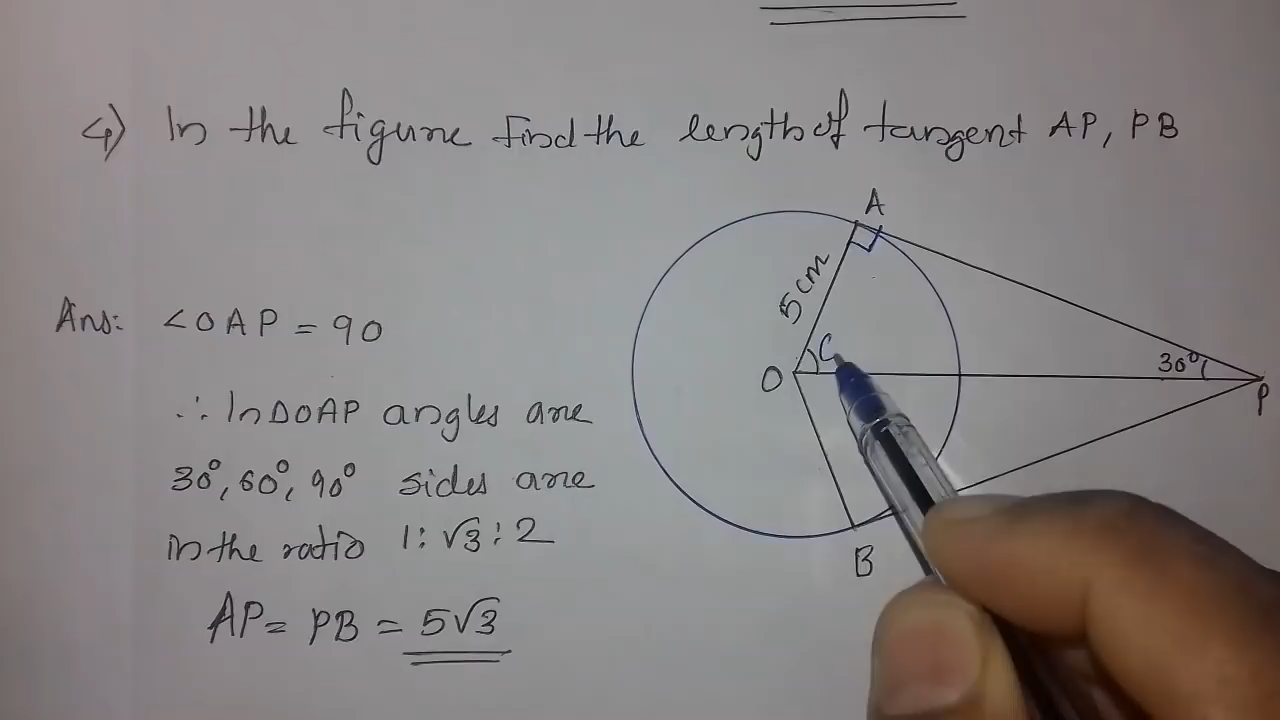 4) In the figure find the length of tangent AP, PB
A
5cm
Ans: <OAP = 90
O
30°
P
∴ In ΔOAP angles are
30°, 60°, 90° sides are
in the ratio 1:√3:2
B
AP= PB = 5√3